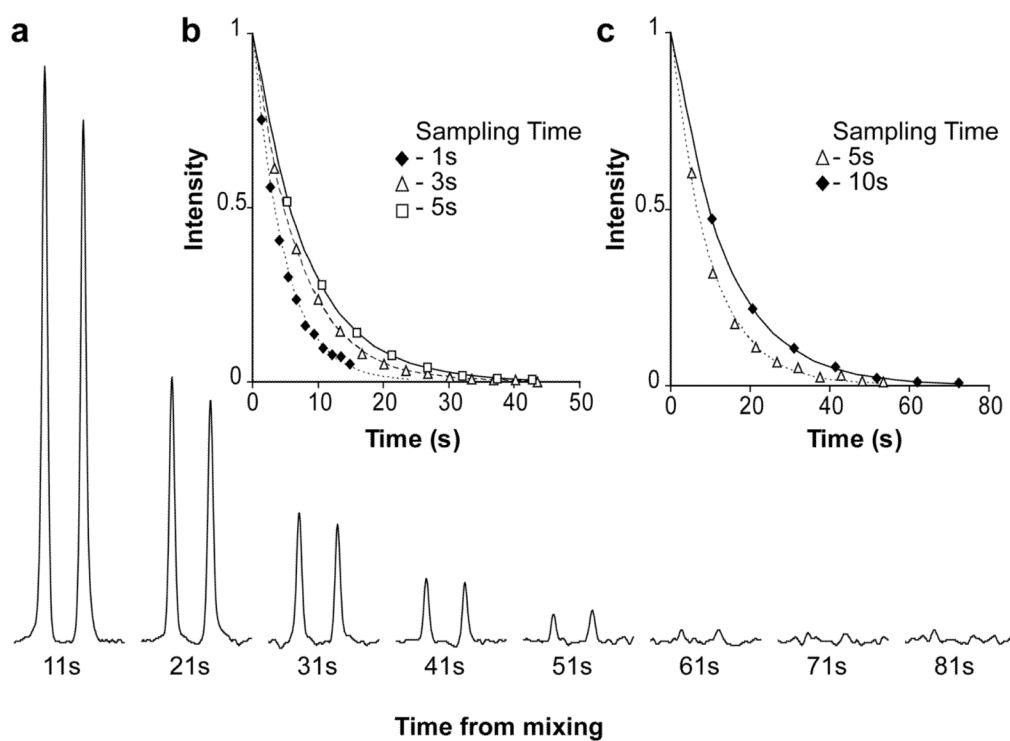 a
b
c
1
0.5
0
Intensity
Sampling Time
- 1s
- 3s
- 5s
0 10 20 30 40 50
Time (s)
1
0.5
0
Intensity
Sampling Time
- 5s
- 10s
0 20 40 60 80
Time (s)
11s 21s 31s 41s 51s 61s 71s 81s
Time from mixing